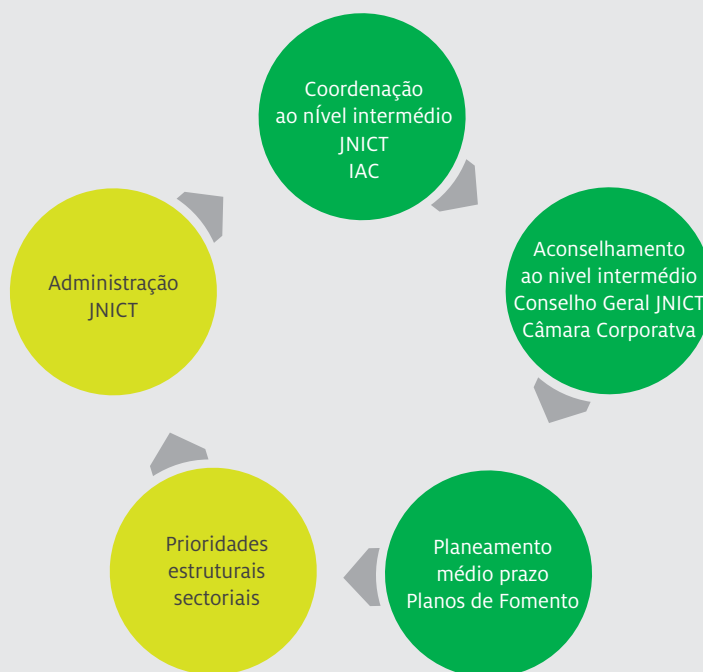 Coordenação
ao nÍvel intermédio
JNICT
IAC
Aconselhamento
ao nivel intermédio
Conselho Geral JNICT
Câmara Corporatva
Planeamento
médio prazo
Planos de Fomento
Prioridades
estruturais
sectoriais
Administração
JNICT